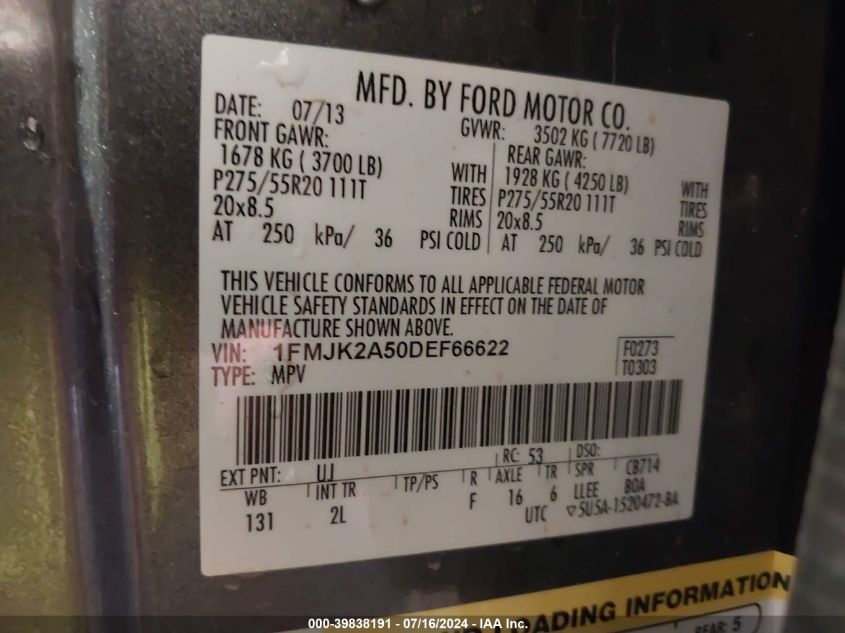 MFD. BY FORD MOTOR CO.
DATE: 07/13 GVWR: 3502 KG ( 7720 LB)
FRONT GAWR: REAR GAWR:
1678 KG ( 3700 LB) WITH 1928 KG ( 4250 LB) WITH
P275/55R20 111T TIRES P275/55R20 111T TIRES
20x8.5 RIMS 20x8.5 RIMS
AT 250 kPa/ 36 PSI COLD AT 250 kPa/ 36 PSI COLD
THIS VEHICLE CONFORMS TO ALL APPLICABLE FEDERAL MOTOR
VEHICLE SAFETY STANDARDS IN EFFECT ON THE DATE OF
MANUFACTURE SHOWN ABOVE.
VIN: 1FMJK2A50DEF66622 F0273
TYPE: MPV T0303
EXT PNT: UJ RC: 53 DSO:
WB INT TR TP/PS R AXLE TR SPR CB714
131 2L F 16 6 LLEE BOA
UTC ▽5U5A-1520472-BA
LOADING INFORMATION
REAR: 5
000-39838191 - 07/16/2024 - IAA Inc.